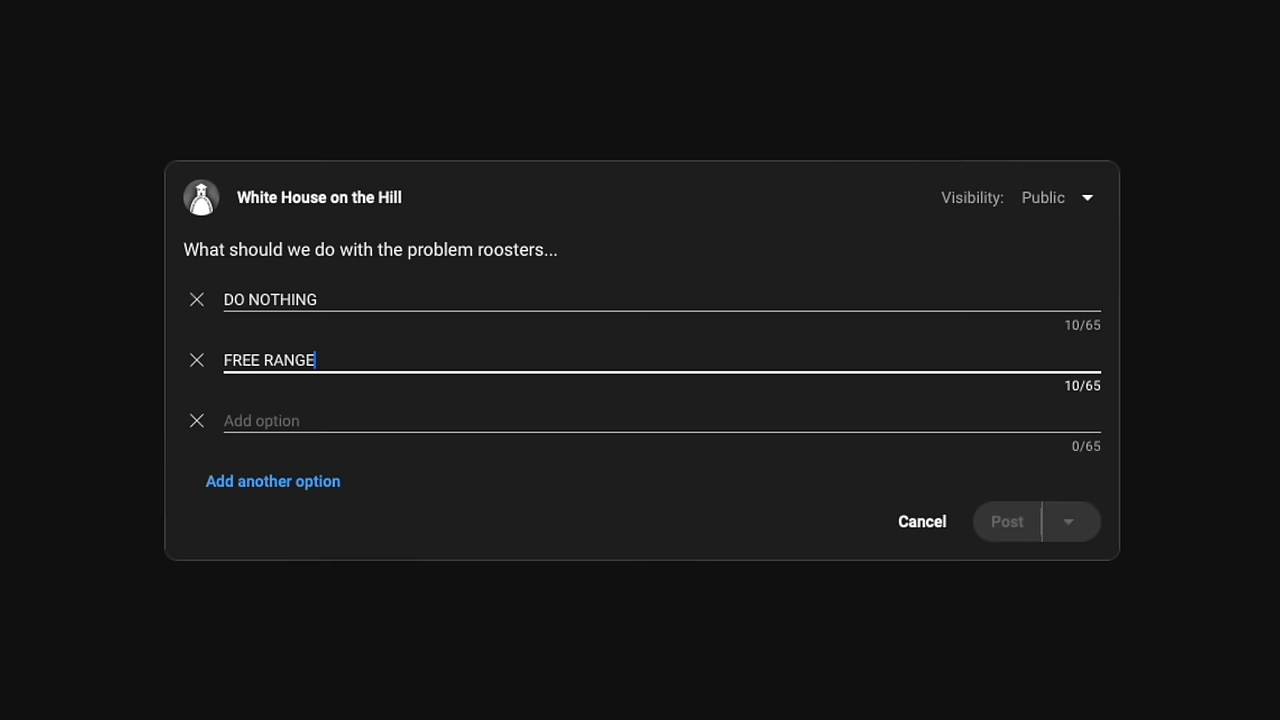 White House on the Hill
Visibility: Public
What should we do with the problem roosters...
DO NOTHING
10/65
FREE RANGE
10/65
Add option
0/65
Add another option
Cancel
Post